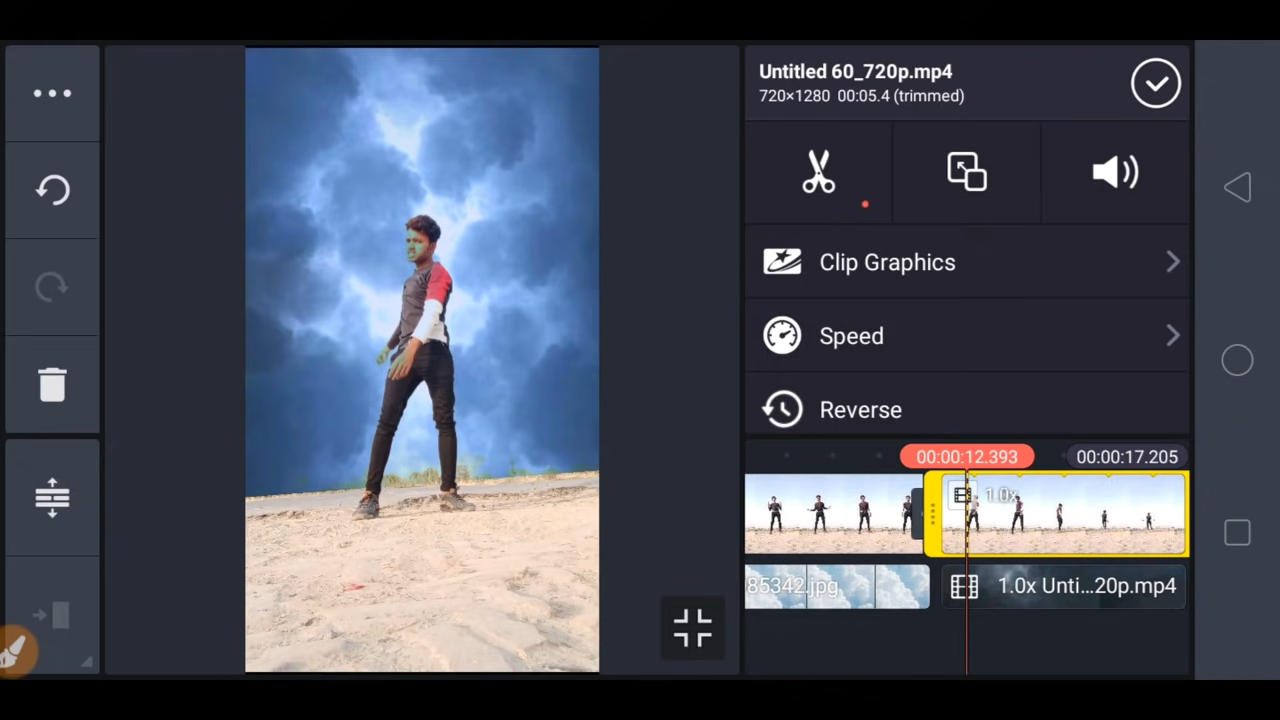 Untitled 60_720p.mp4
720×1280 00:05.4 (trimmed)
Clip Graphics
Speed
Reverse
00:00:12.393
00:00:17.205
1.0x
85342.jpg
1.0x Unti...20p.mp4